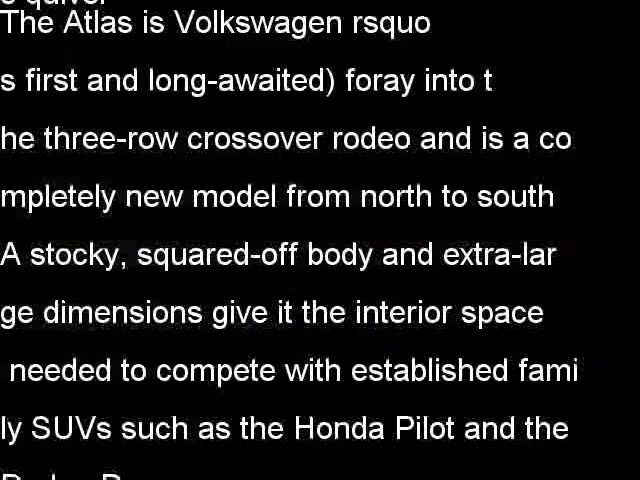 The Atlas is Volkswagen rsquo
s first and long-awaited) foray into t
he three-row crossover rodeo and is a co
mpletely new model from north to south
A stocky, squared-off body and extra-lar
ge dimensions give it the interior space
needed to compete with established fami
ly SUVs such as the Honda Pilot and the